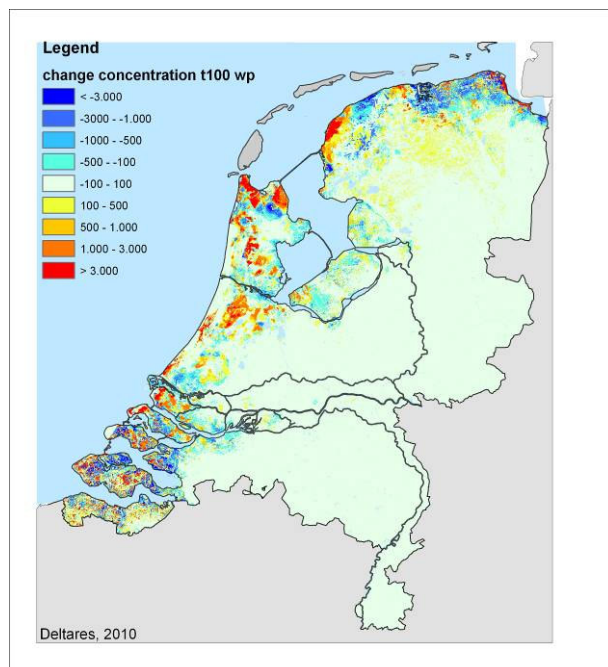 Legend
change concentration t100 wp
< -3.000
-3000 - -1.000
-1000 - -500
-500 - -100
-100 - 100
100 - 500
500 - 1.000
1.000 - 3.000
> 3.000
Deltares, 2010